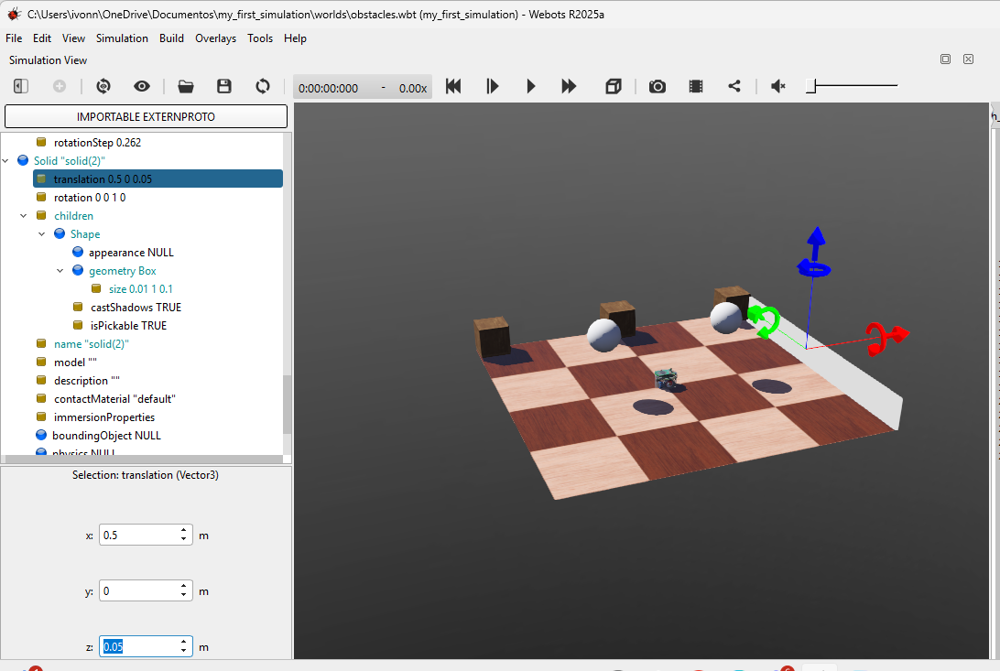 C:\Users\ivonn\OneDrive\Documentos\my_first_simulation\worlds\obstacles.wbt (my_first_simulation) - Webots R2025a
File Edit View Simulation Build Overlays Tools Help
Simulation View
0:00:00:000 - 0.00x
IMPORTABLE EXTERNPROTO
rotationStep 0.262
Solid "solid(2)"
translation 0.5 0 0.05
rotation 0 0 1 0
children
Shape
appearance NULL
geometry Box
size 0.01 1 0.1
castShadows TRUE
isPickable TRUE
name "solid(2)"
model ""
description ""
contactMaterial "default"
immersionProperties
boundingObject NULL
physics NULL
Selection: translation (Vector3)
x: 0.5 m
y: 0 m
z: 0.05 m